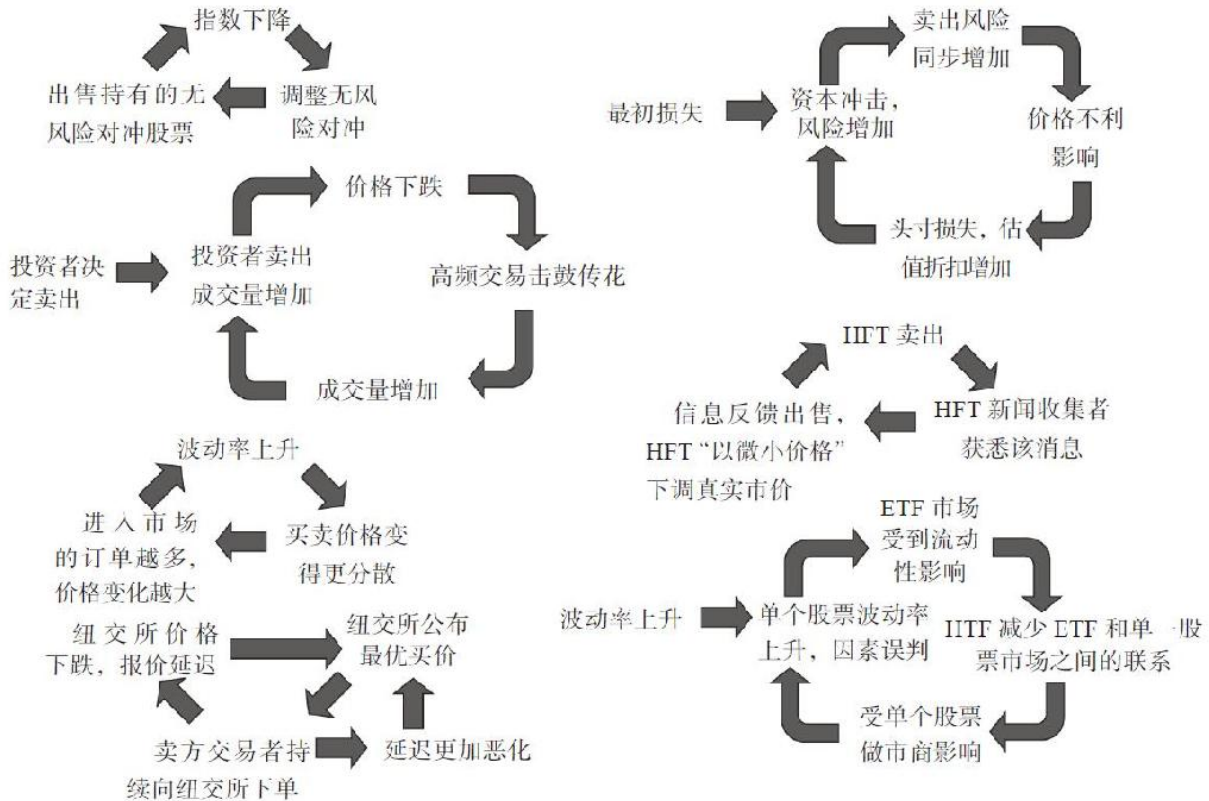 指数下降
出售持有的无
风险对冲股票
调整无风
险对冲
价格下跌
投资者决
定卖出
投资者卖出
成交量增加
高频交易击鼓传花
成交量增加
波动率上升
进入市场
的订单越多，
价格变化越大
买卖价格变
得更分散
纽交所价格
下跌，报价延迟
纽交所公布
最优买价
卖方交易者持
续向纽交所下单
延迟更加恶化
卖出风险
同步增加
最初损失
资本冲击，
风险增加
价格不利
影响
头寸损失，估
值折扣增加
HFT 卖出
信息反馈出售，
HFT “以微小价格”
下调真实市价
HFT 新闻收集者
获悉该消息
ETF 市场
受到流动
性影响
波动率上升
单个股票波动率
上升，因素误判
HTF 减少 ETF 和单一股
票市场之间的联系
受单个股票
做市商影响